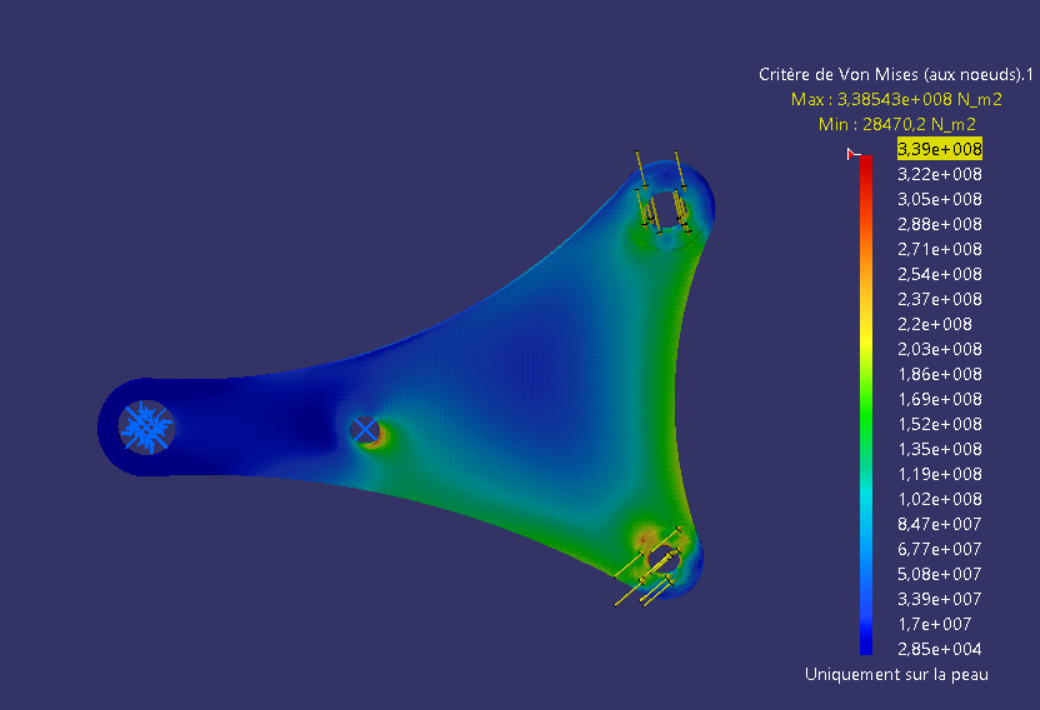 Critère de Von Mises (aux noeuds).1
Max : 3,38543e+008 N_m2
Min : 28470,2 N_m2
3,39e+008
3,22e+008
3,05e+008
2,88e+008
2,71e+008
2,54e+008
2,37e+008
2,2e+008
2,03e+008
1,86e+008
1,69e+008
1,52e+008
1,35e+008
1,19e+008
1,02e+008
8,47e+007
6,77e+007
5,08e+007
3,39e+007
1,7e+007
2,85e+004
Uniquement sur la peau